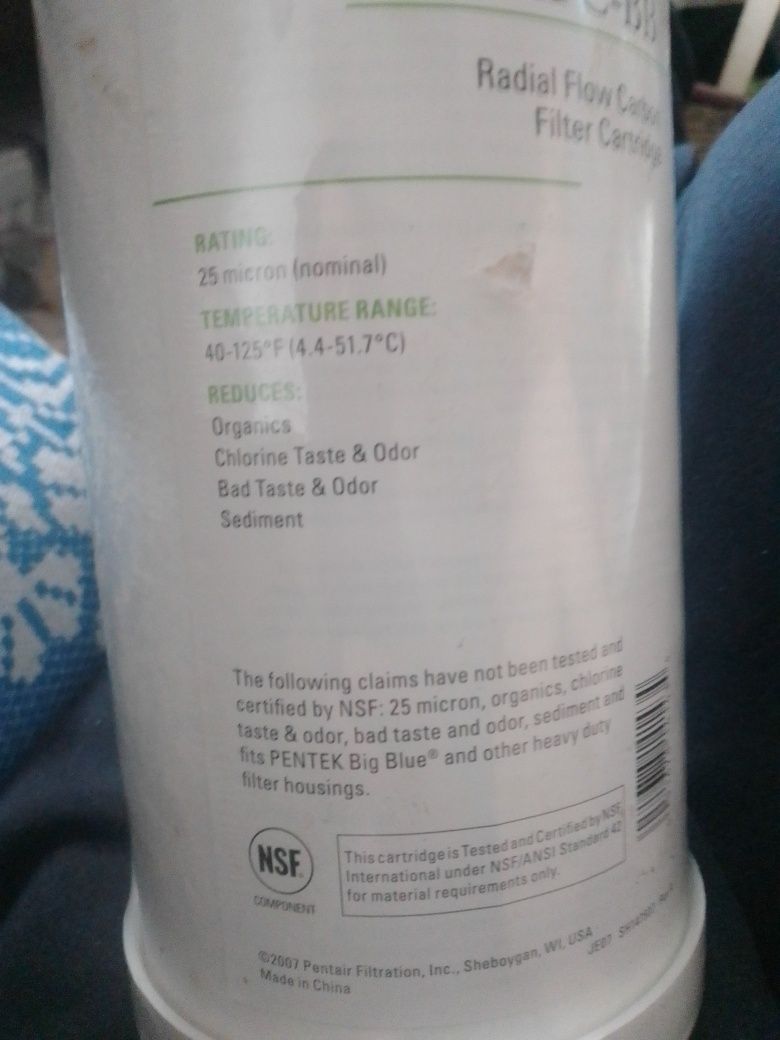 C-BB
Radial Flow Carbon
Filter Cartridge
RATING:
25 micron (nominal)
TEMPERATURE RANGE:
40-125°F (4.4-51.7°C)
REDUCES:
Organics
Chlorine Taste & Odor
Bad Taste & Odor
Sediment
The following claims have not been tested and
certified by NSF: 25 micron, organics, chlorine
taste & odor, bad taste and odor, sediment and
fits PENTEK Big Blue® and other heavy duty
filter housings.
NSF.
COMPONENT
This cartridge is Tested and Certified by NSF
International under NSF/ANSI Standard 42
for material requirements only.
©2007 Pentair Filtration, Inc., Sheboygan, WI, USA
Made in China
JE07